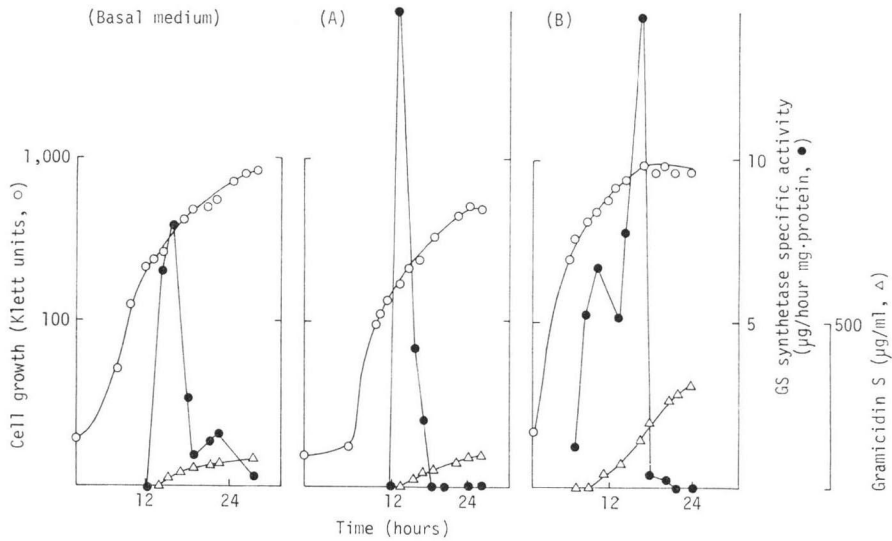 (Basal medium)
(A)
(B)
1,000
100
Cell growth (Klett units, ○)
12
24
12
24
12
24
Time (hours)
10
5
GS synthetase specific activity
(µg/hour mg·protein, ●)
500
Gramicidin S (µg/ml, △)